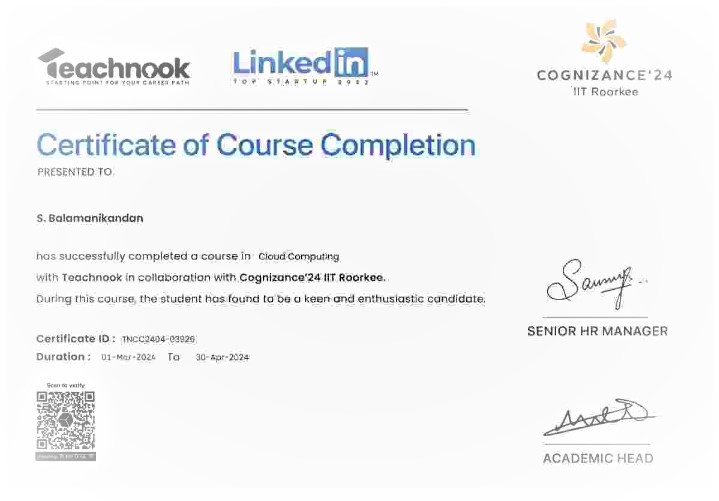 Teachnook
STARTING POINT FOR YOUR CAREER PATH
Linkedin
TM
TOP STARTUP 2022
COGNIZANCE'24
IIT Roorkee
Certificate of Course Completion
PRESENTED TO
S. Balamanikandan
has successfully completed a course in Cloud Computing
with Teachnook in collaboration with Cognizance'24 IIT Roorkee.
During this course, the student has found to be a keen and enthusiastic candidate.
SENIOR HR MANAGER
Certificate ID : TNCC2404-03926
Duration : 01-Mar-2024 To 30-Apr-2024
Scan to verify
ACADEMIC HEAD